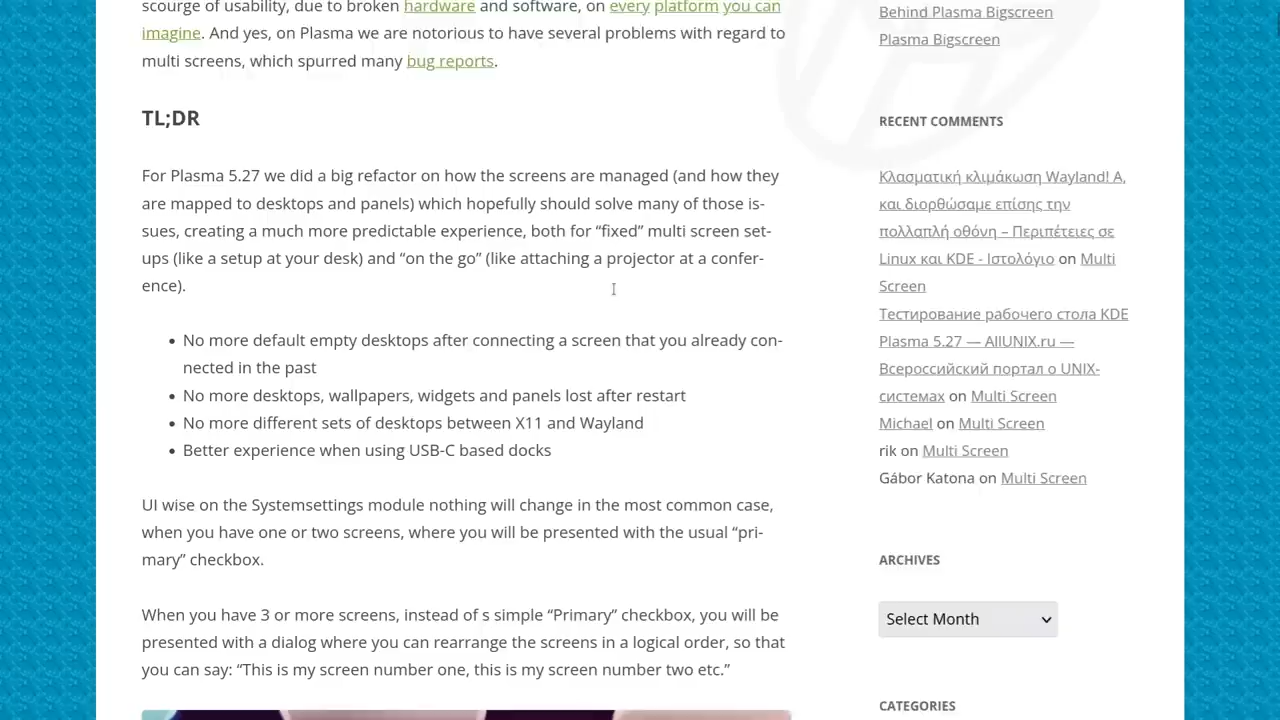 scourge of usability, due to broken hardware and software, on every platform you can
imagine. And yes, on Plasma we are notorious to have several problems with regard to
multi screens, which spurred many bug reports.
TL;DR
For Plasma 5.27 we did a big refactor on how the screens are managed (and how they
are mapped to desktops and panels) which hopefully should solve many of those is-
sues, creating a much more predictable experience, both for “fixed” multi screen set-
ups (like a setup at your desk) and “on the go” (like attaching a projector at a confer-
ence).
No more default empty desktops after connecting a screen that you already con-
nected in the past
No more desktops, wallpapers, widgets and panels lost after restart
No more different sets of desktops between X11 and Wayland
Better experience when using USB-C based docks
UI wise on the Systemsettings module nothing will change in the most common case,
when you have one or two screens, where you will be presented with the usual “pri-
mary” checkbox.
When you have 3 or more screens, instead of s simple “Primary” checkbox, you will be
presented with a dialog where you can rearrange the screens in a logical order, so that
you can say: “This is my screen number one, this is my screen number two etc.”
Behind Plasma Bigscreen
Plasma Bigscreen
RECENT COMMENTS
Κλασματική κλιμάκωση Wayland! Α,
και διορθώσαμε επίσης την
πολλαπλή οθόνη – Περιπέτειες σε
Linux και KDE - Ιστολόγιο on Multi
Screen
Тестирование рабочего стола KDE
Plasma 5.27 — AllUNIX.ru —
Всероссийский портал о UNIX-
системах on Multi Screen
Michael on Multi Screen
rik on Multi Screen
Gábor Katona on Multi Screen
ARCHIVES
Select Month
CATEGORIES